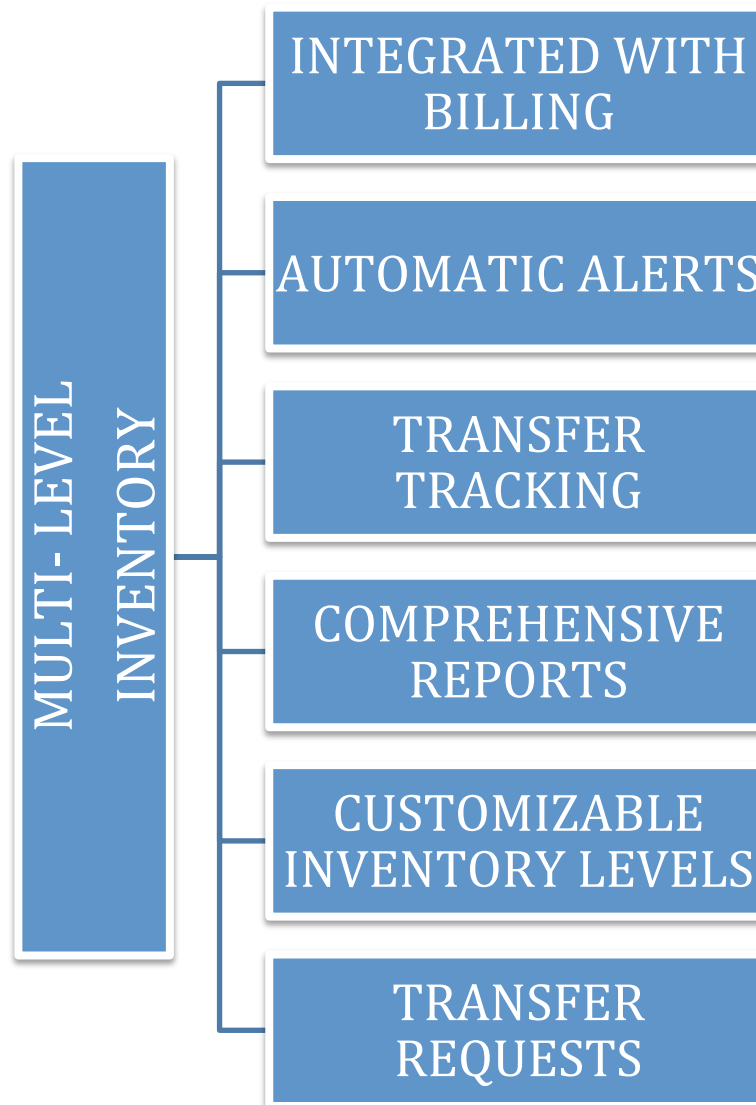 MULTI- LEVEL
INVENTORY
INTEGRATED WITH
BILLING
AUTOMATIC ALERTS
TRANSFER
TRACKING
COMPREHENSIVE
REPORTS
CUSTOMIZABLE
INVENTORY LEVELS
TRANSFER
REQUESTS